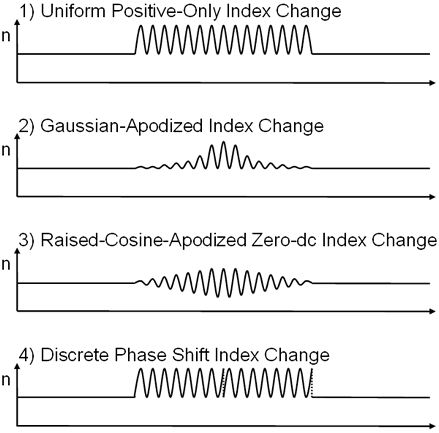 1) Uniform Positive-Only Index Change
n
2) Gaussian-Apodized Index Change
n
3) Raised-Cosine-Apodized Zero-dc Index Change
n
4) Discrete Phase Shift Index Change
n